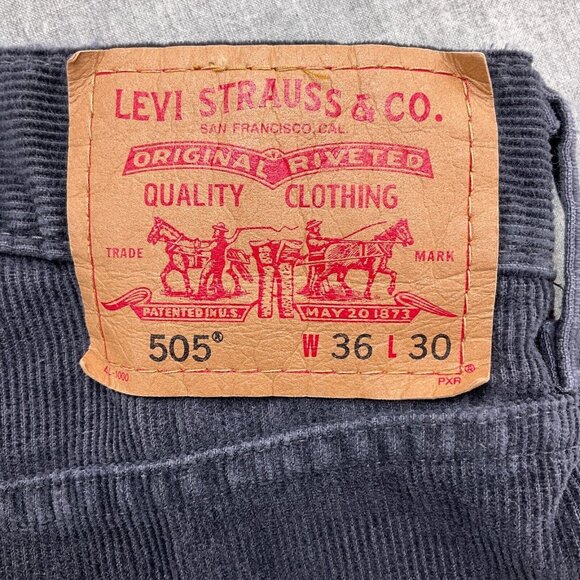 LEVI STRAUSS & CO.
SAN FRANCISCO, CAL.
ORIGINAL RIVETED
QUALITY CLOTHING
TRADE MARK
PATENTED IN U.S. MAY 20 1873
505® W 36 L 30
PXR®